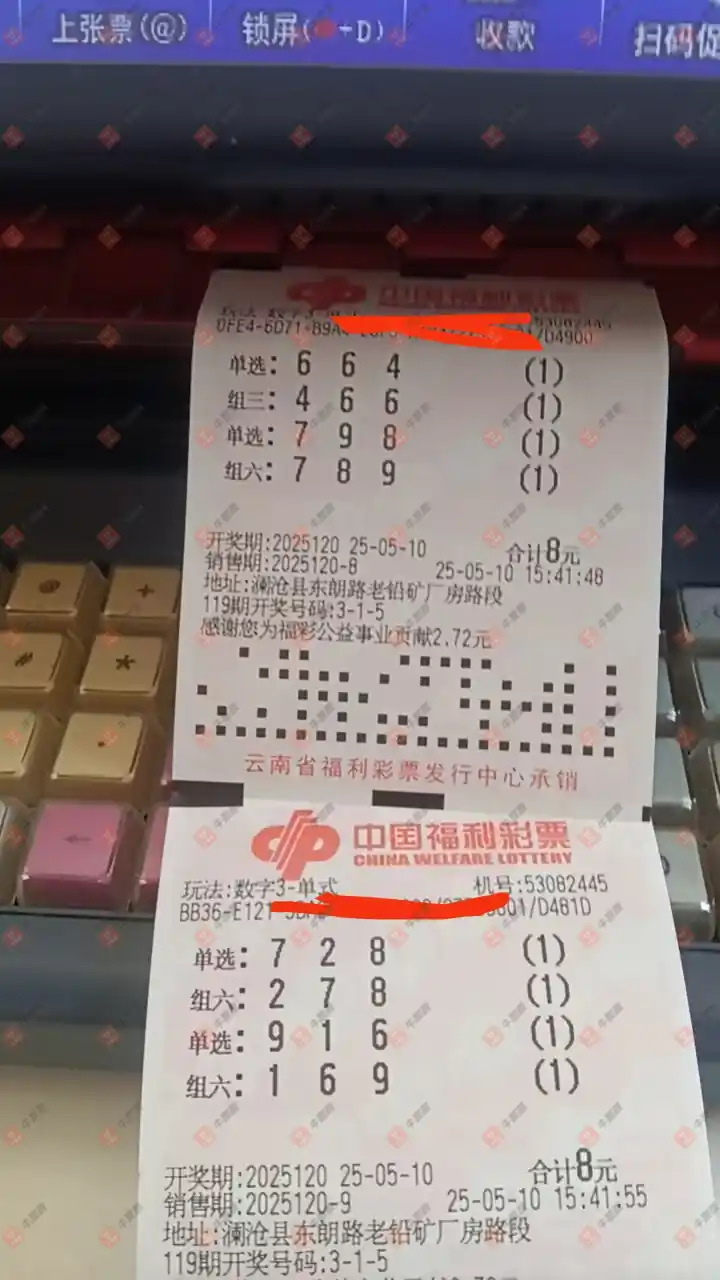 上张票(@)
锁屏( +D)
收款
扫码促
中国福利彩票
53082445
0FE4-6D71-B9A /D4900
单选: 6 6 4 (1)
组三: 4 6 6 (1)
单选: 7 9 8 (1)
组六: 7 8 9 (1)
开奖期:2025120 25-05-10 合计8元
销售期:2025120-8 25-05-10 15:41:48
地址:澜沧县东朗路老铅矿厂房路段
119期开奖号码:3-1-5
感谢您为福彩公益事业贡献2.72元
云南省福利彩票发行中心承销
中国福利彩票
CHINA WELFARE LOTTERY
玩法:数字3-单式 机号:53082445
BB36-E121 /D481D
单选: 7 2 8 (1)
组六: 2 7 8 (1)
单选: 9 1 6 (1)
组六: 1 6 9 (1)
开奖期:2025120 25-05-10 合计8元
销售期:2025120-9 25-05-10 15:41:55
地址:澜沧县东朗路老铅矿厂房路段
119期开奖号码:3-1-5